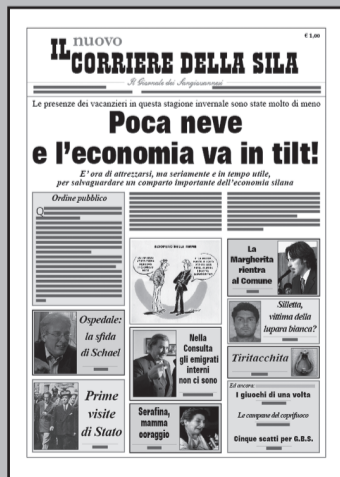 € 1,00
IL nuovo
CORRIERE DELLA SILA
Il Giornale dei Sangiovannesi
Le presenze dei vacanzieri in questa stagione invernale sono state molto di meno
Poca neve
e l'economia va in tilt!
E' ora di attrezzarsi, ma seriamente e in tempo utile,
per salvaguardare un comparto importante dell'economia silana
Ordine pubblico
Q
La
Margherita
rientra
al Comune
Ospedale:
la sfida
di Schael
Nella
Consulta
gli emigrati
interni
non ci sono
Silletta,
vittima della
lupara bianca?
Tiritacchita
Prime
visite
di Stato
Serafina,
mamma
coraggio
Ed ancora:
I giuochi di una volta
Le campane del coprifuoco
Cinque scatti per G.B.S.